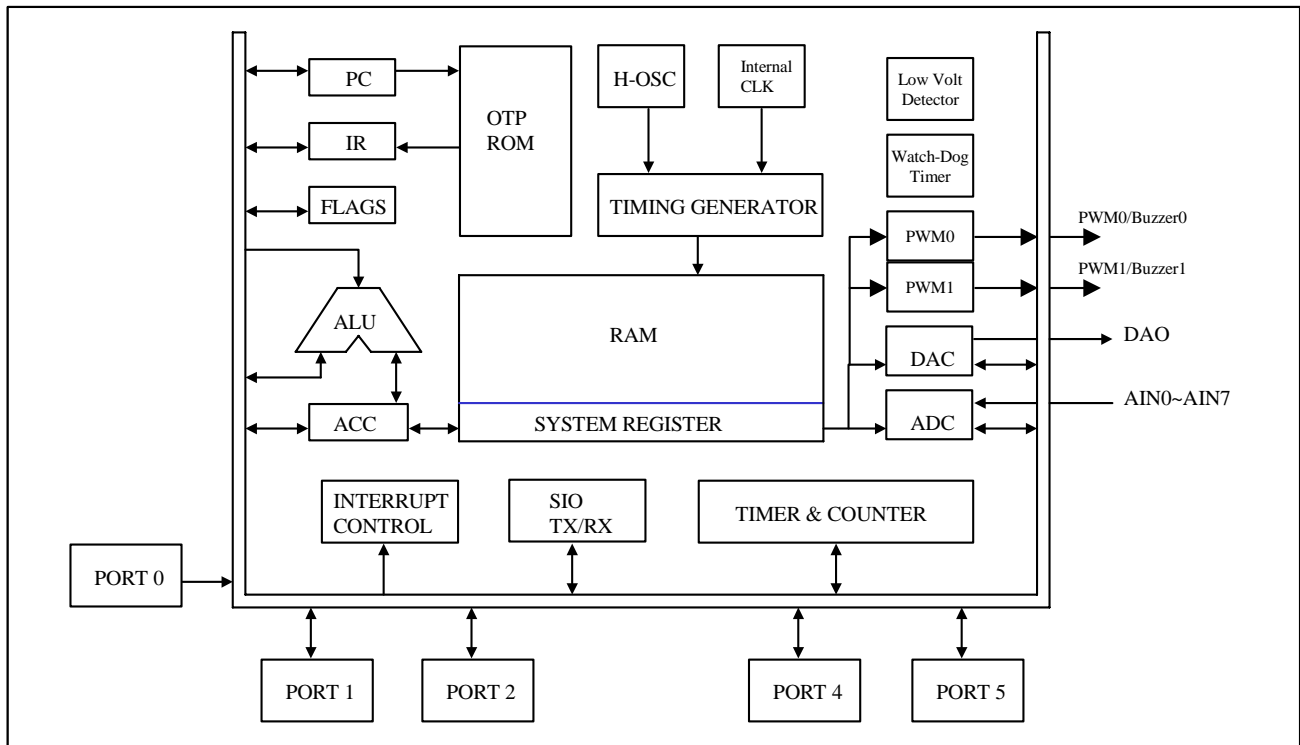 PC
IR
FLAGS
OTP
ROM
H-OSC
Internal
CLK
TIMING GENERATOR
Low Volt
Detector
Watch-Dog
Timer
PWM0
PWM0/Buzzer0
PWM1
PWM1/Buzzer1
ALU
RAM
DAC
DAO
ACC
SYSTEM REGISTER
ADC
AIN0~AIN7
INTERRUPT
CONTROL
SIO
TX/RX
TIMER & COUNTER
PORT 0
PORT 1
PORT 2
PORT 4
PORT 5